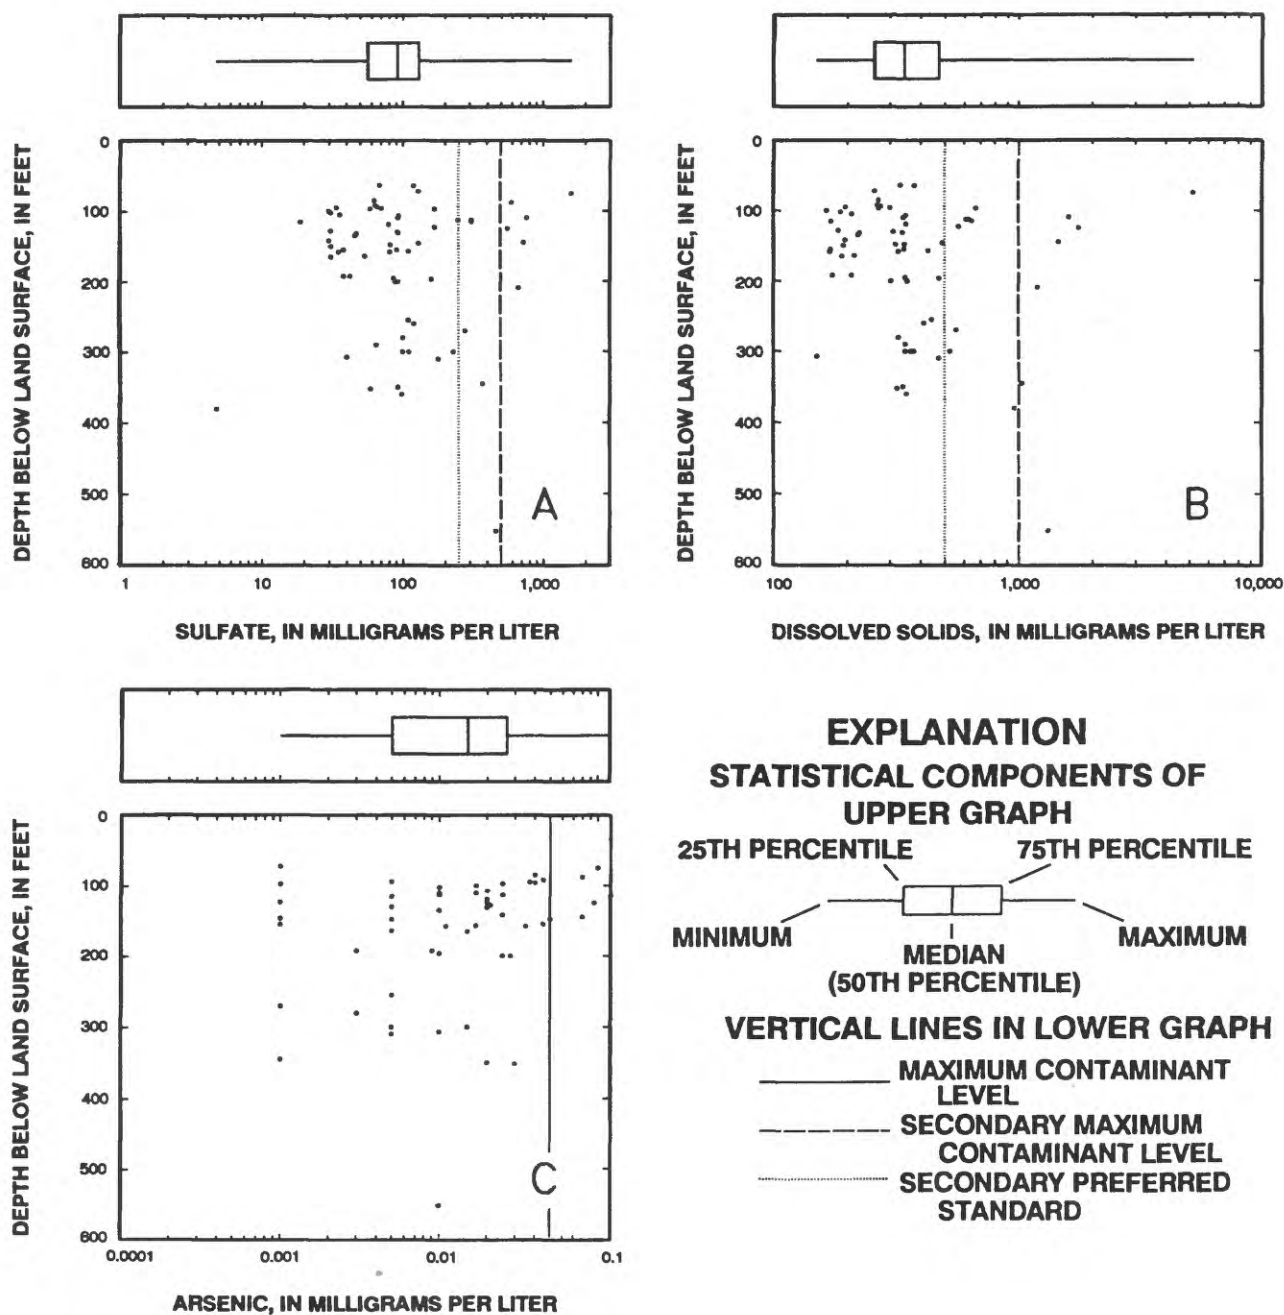 DEPTH BELOW LAND SURFACE, IN FEET
0
100
200
300
400
500
600
A
1 10 100 1,000
SULFATE, IN MILLIGRAMS PER LITER
DEPTH BELOW LAND SURFACE, IN FEET
0
100
200
300
400
500
600
B
100 1,000 10,000
DISSOLVED SOLIDS, IN MILLIGRAMS PER LITER
DEPTH BELOW LAND SURFACE, IN FEET
0
100
200
300
400
500
600
C
0.0001 0.001 0.01 0.1
ARSENIC, IN MILLIGRAMS PER LITER
EXPLANATION
STATISTICAL COMPONENTS OF
UPPER GRAPH
25TH PERCENTILE 75TH PERCENTILE
MINIMUM MAXIMUM
MEDIAN
(50TH PERCENTILE)
VERTICAL LINES IN LOWER GRAPH
MAXIMUM CONTAMINANT
LEVEL
SECONDARY MAXIMUM
CONTAMINANT LEVEL
SECONDARY PREFERRED
STANDARD